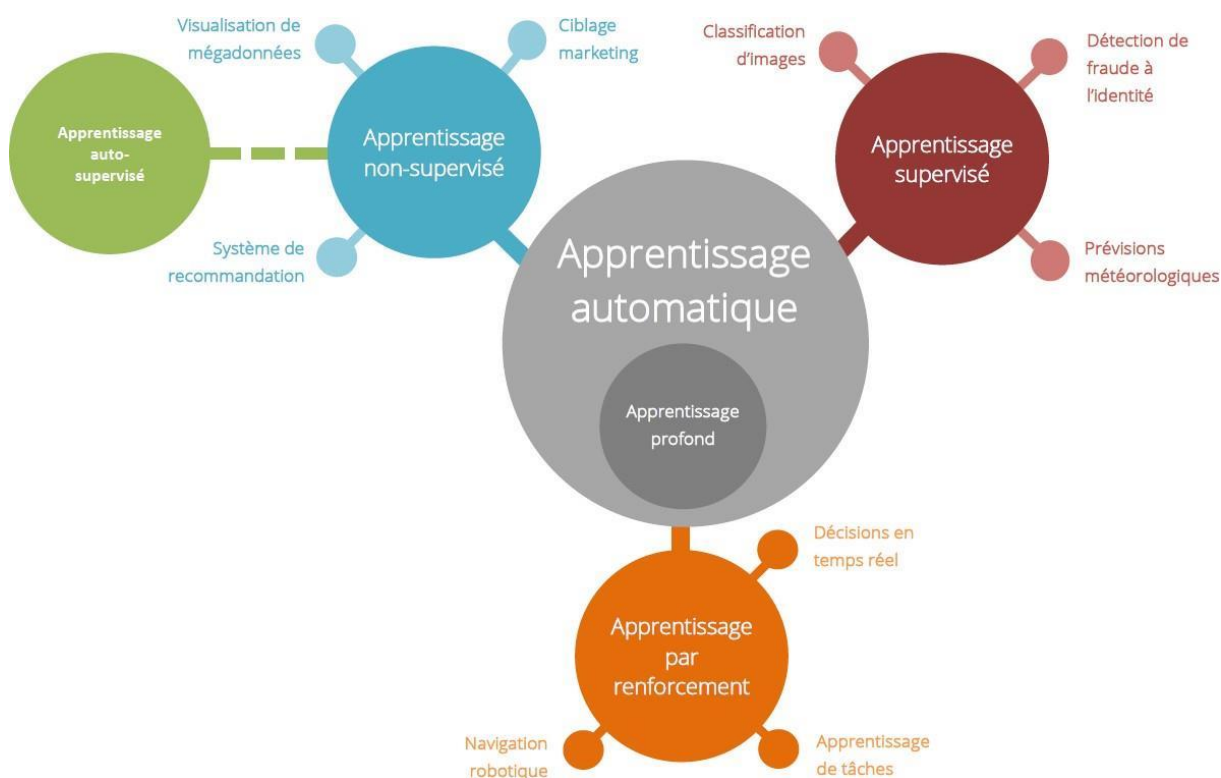 Visualisation de
mégadonnées
Ciblage
marketing
Apprentissage
auto-
supervisé
Apprentissage
non-supervisé
Système de
recommandation
Classification
d'images
Détection de
fraude à
l'identité
Apprentissage
supervisé
Prévisions
météorologiques
Apprentissage
automatique
Apprentissage
profond
Décisions en
temps réel
Apprentissage
par
renforcement
Navigation
robotique
Apprentissage
de tâches